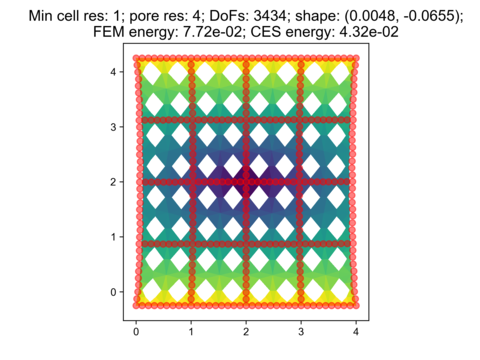 Min cell res: 1; pore res: 4; DoFs: 3434; shape: (0.0048, -0.0655);
FEM energy: 7.72e-02; CES energy: 4.32e-02
4
3
2
1
0
0 1 2 3 4